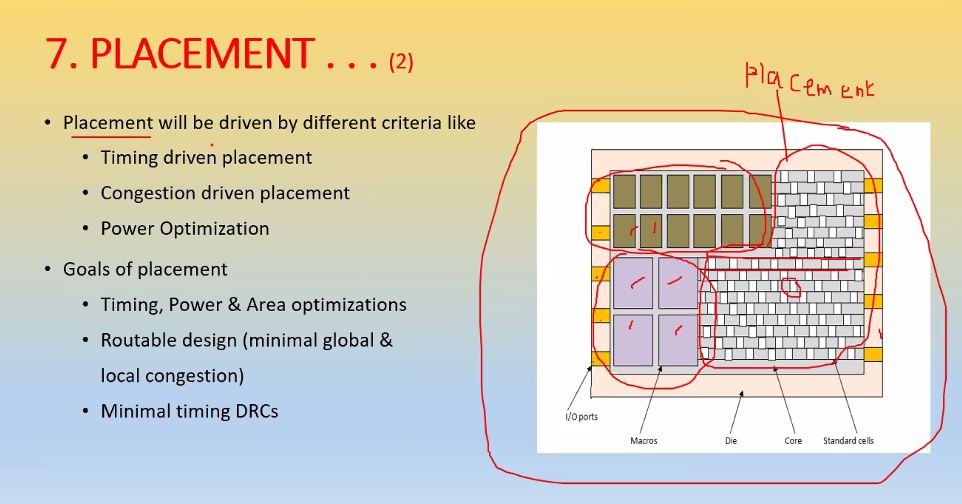 7. PLACEMENT . . . (2)
• Placement will be driven by different criteria like
• Timing driven placement
• Congestion driven placement
• Power Optimization
• Goals of placement
• Timing, Power & Area optimizations
• Routable design (minimal global &
local congestion)
• Minimal timing DRCs
Placement
I/O ports
Macros
Die
Core
Standard cells